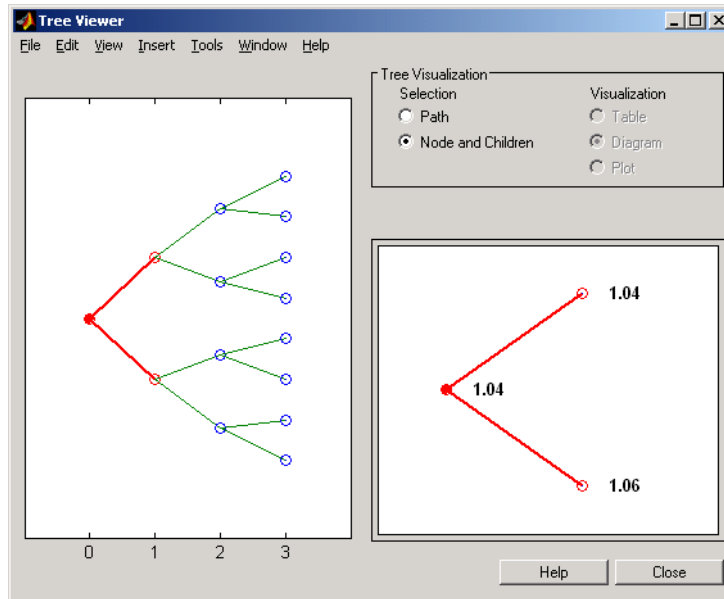 Tree Viewer
File Edit View Insert Tools Window Help
Tree Visualization
Selection
Path
Node and Children
Visualization
Table
Diagram
Plot
0 1 2 3
1.04
1.04
1.06
Help
Close